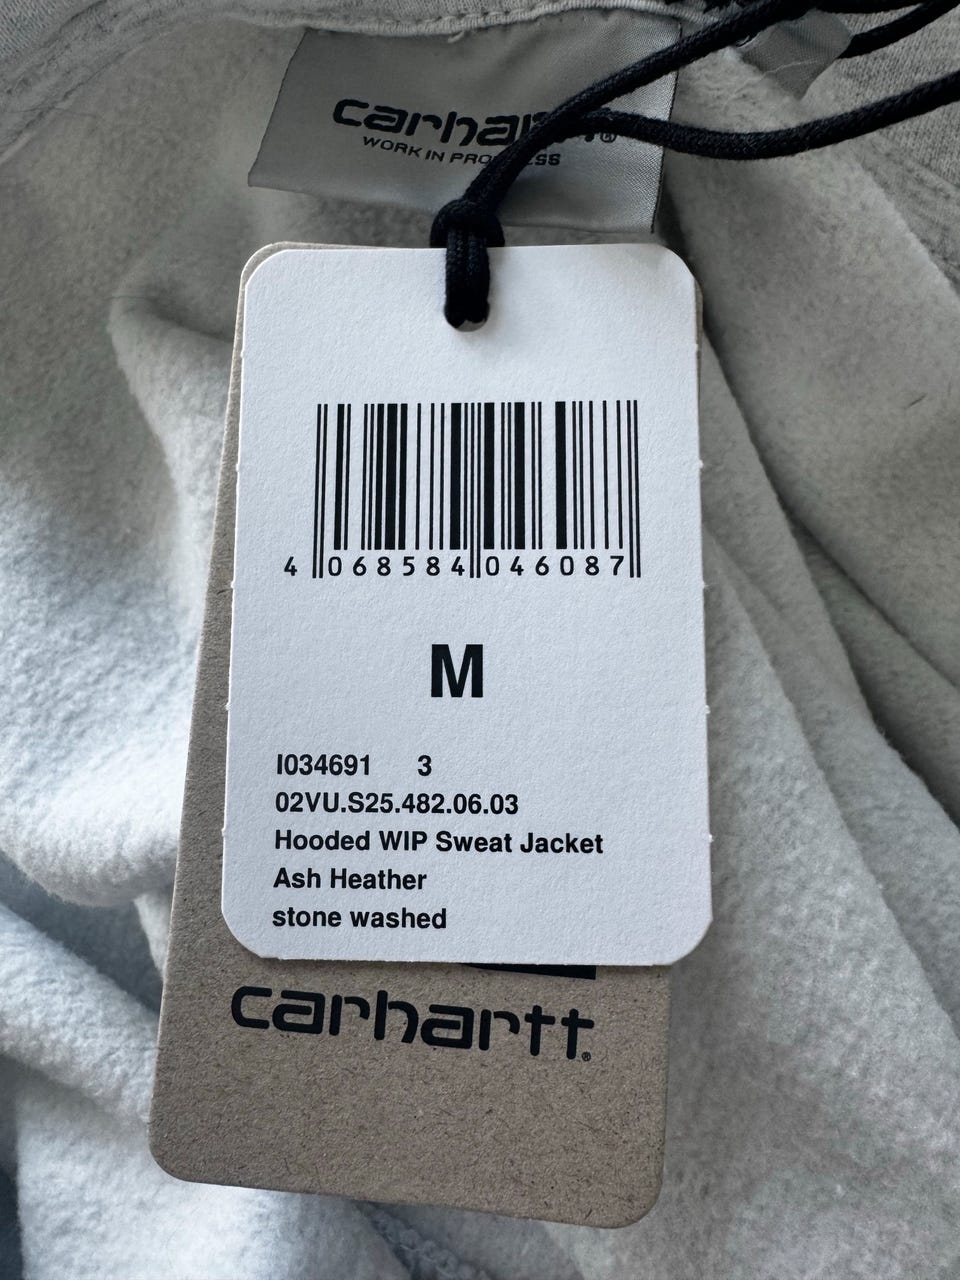 carhartt
WORK IN PROGRESS
4 068584 046087
M
I034691 3
02VU.S25.482.06.03
Hooded WIP Sweat Jacket
Ash Heather
stone washed
carhartt®